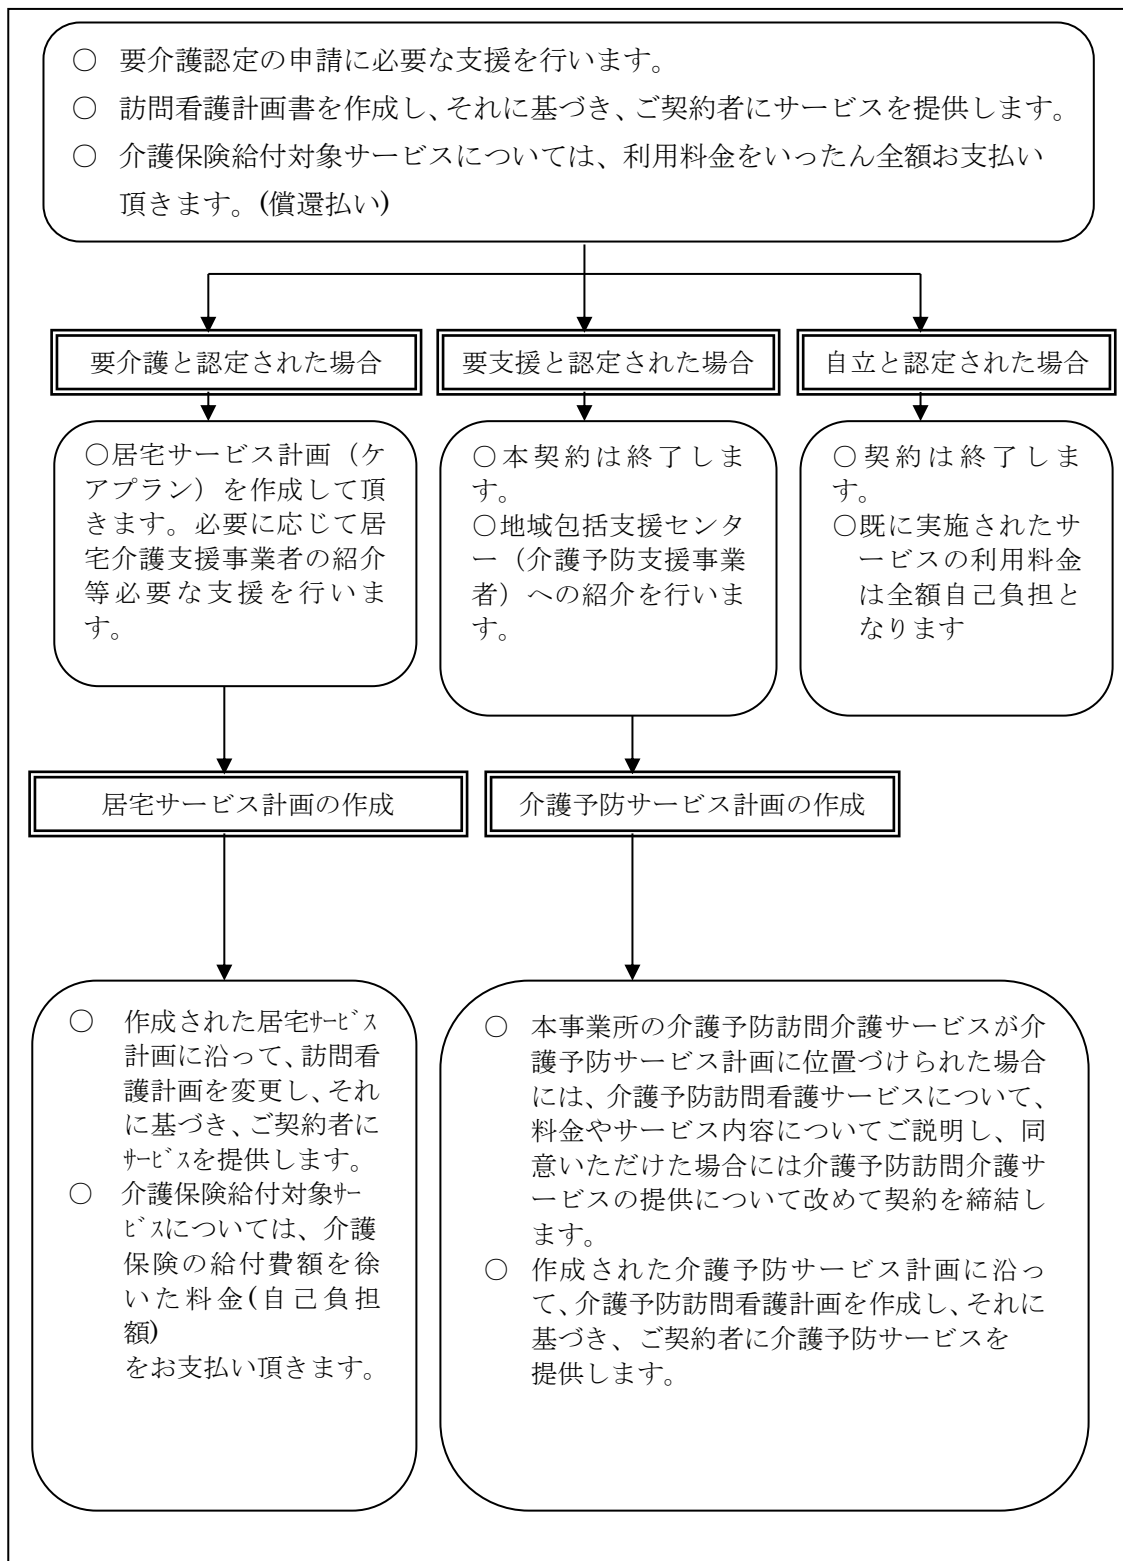 ○ 要介護認定の申請に必要な支援を行います。
○ 訪問看護計画書を作成し、それに基づき、ご契約者にサービスを提供します。
○ 介護保険給付対象サービスについては、利用料金をいったん全額お支払い
頂きます。(償還払い)
要介護と認定された場合
要支援と認定された場合
自立と認定された場合
○居宅サービス計画（ケ
アプラン）を作成して頂
きます。必要に応じて居
宅介護支援事業者の紹介
等必要な支援を行いま
す。
○本契約は終了しま
す。
○地域包括支援センタ
ー（介護予防支援事業
者）への紹介を行いま
す。
○契約は終了しま
す。
○既に実施されたサ
ービスの利用料金
は全額自己負担と
なります
居宅サービス計画の作成
介護予防サービス計画の作成
○ 作成された居宅ｻｰﾋﾞｽ
計画に沿って、訪問看
護計画を変更し、それ
に基づき、ご契約者に
ｻｰﾋﾞｽを提供します。
○ 介護保険給付対象ｻｰ
ﾋﾞｽについては、介護
保険の給付費額を徐
いた料金(自己負担
額)
をお支払い頂きます。
○ 本事業所の介護予防訪問介護サービスが介
護予防サービス計画に位置づけられた場合
には、介護予防訪問看護サービスについて、
料金やサービス内容についてご説明し、同
意いただけた場合には介護予防訪問介護サ
ービスの提供について改めて契約を締結し
ます。
○ 作成された介護予防サービス計画に沿っ
て、介護予防訪問看護計画を作成し、それに
基づき、ご契約者に介護予防サービスを
提供します。